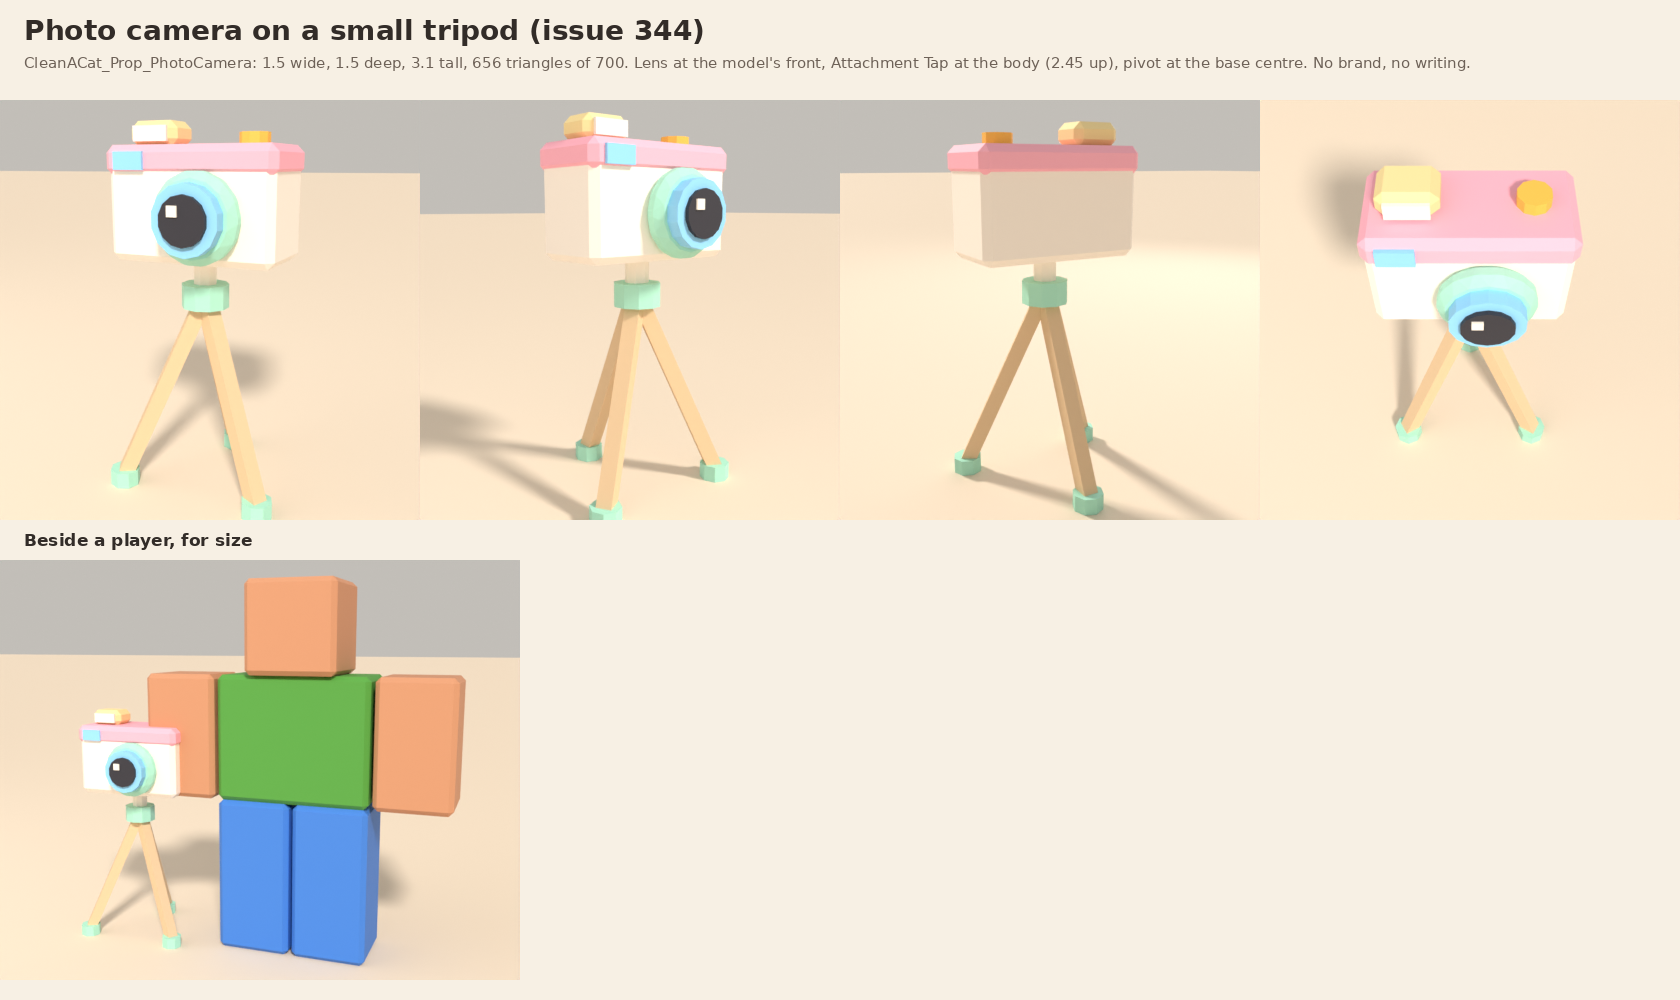 Photo camera on a small tripod (issue 344)
CleanACat_Prop_PhotoCamera: 1.5 wide, 1.5 deep, 3.1 tall, 656 triangles of 700. Lens at the model's front, Attachment Tap at the body (2.45 up), pivot at the base centre. No brand, no writing.
Beside a player, for size